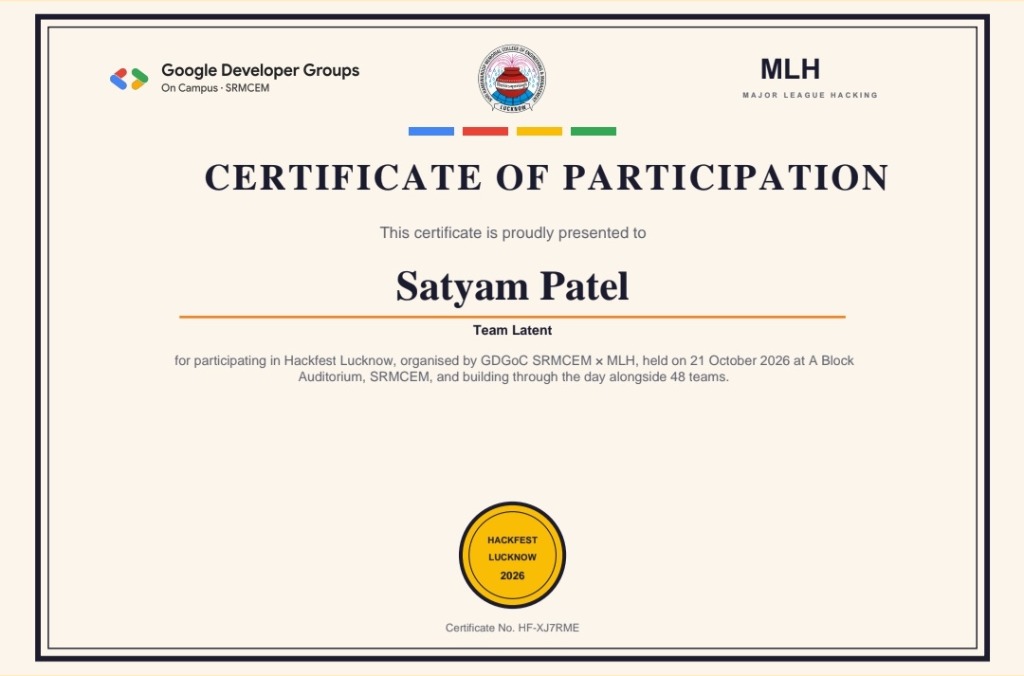 Google Developer Groups
On Campus · SRMCEM
LUCKNOW
MLH
MAJOR LEAGUE HACKING
CERTIFICATE OF PARTICIPATION
This certificate is proudly presented to
Satyam Patel
Team Latent
for participating in Hackfest Lucknow, organised by GDGoC SRMCEM × MLH, held on 21 October 2026 at A Block
Auditorium, SRMCEM, and building through the day alongside 48 teams.
HACKFEST
LUCKNOW
2026
Certificate No. HF-XJ7RME